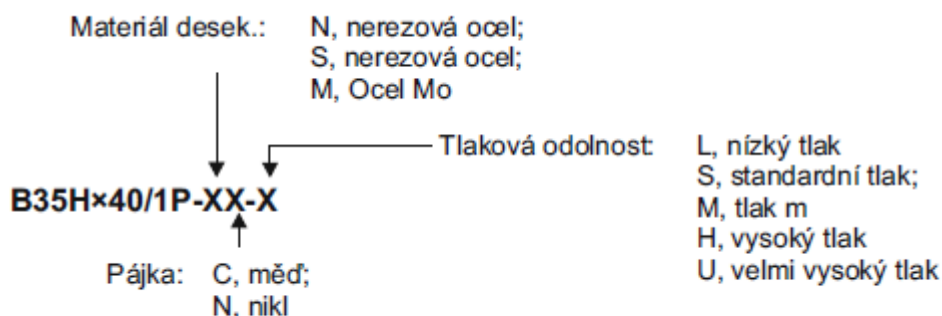 Materiál desek.: N, nerezová ocel;
S, nerezová ocel;
M, Ocel Mo
Tlaková odolnost: L, nízký tlak
S, standardní tlak;
M, tlak m
H, vysoký tlak
U, velmi vysoký tlak
B35H×40/1P-XX-X
Pájka: C, měď;
N, nikl